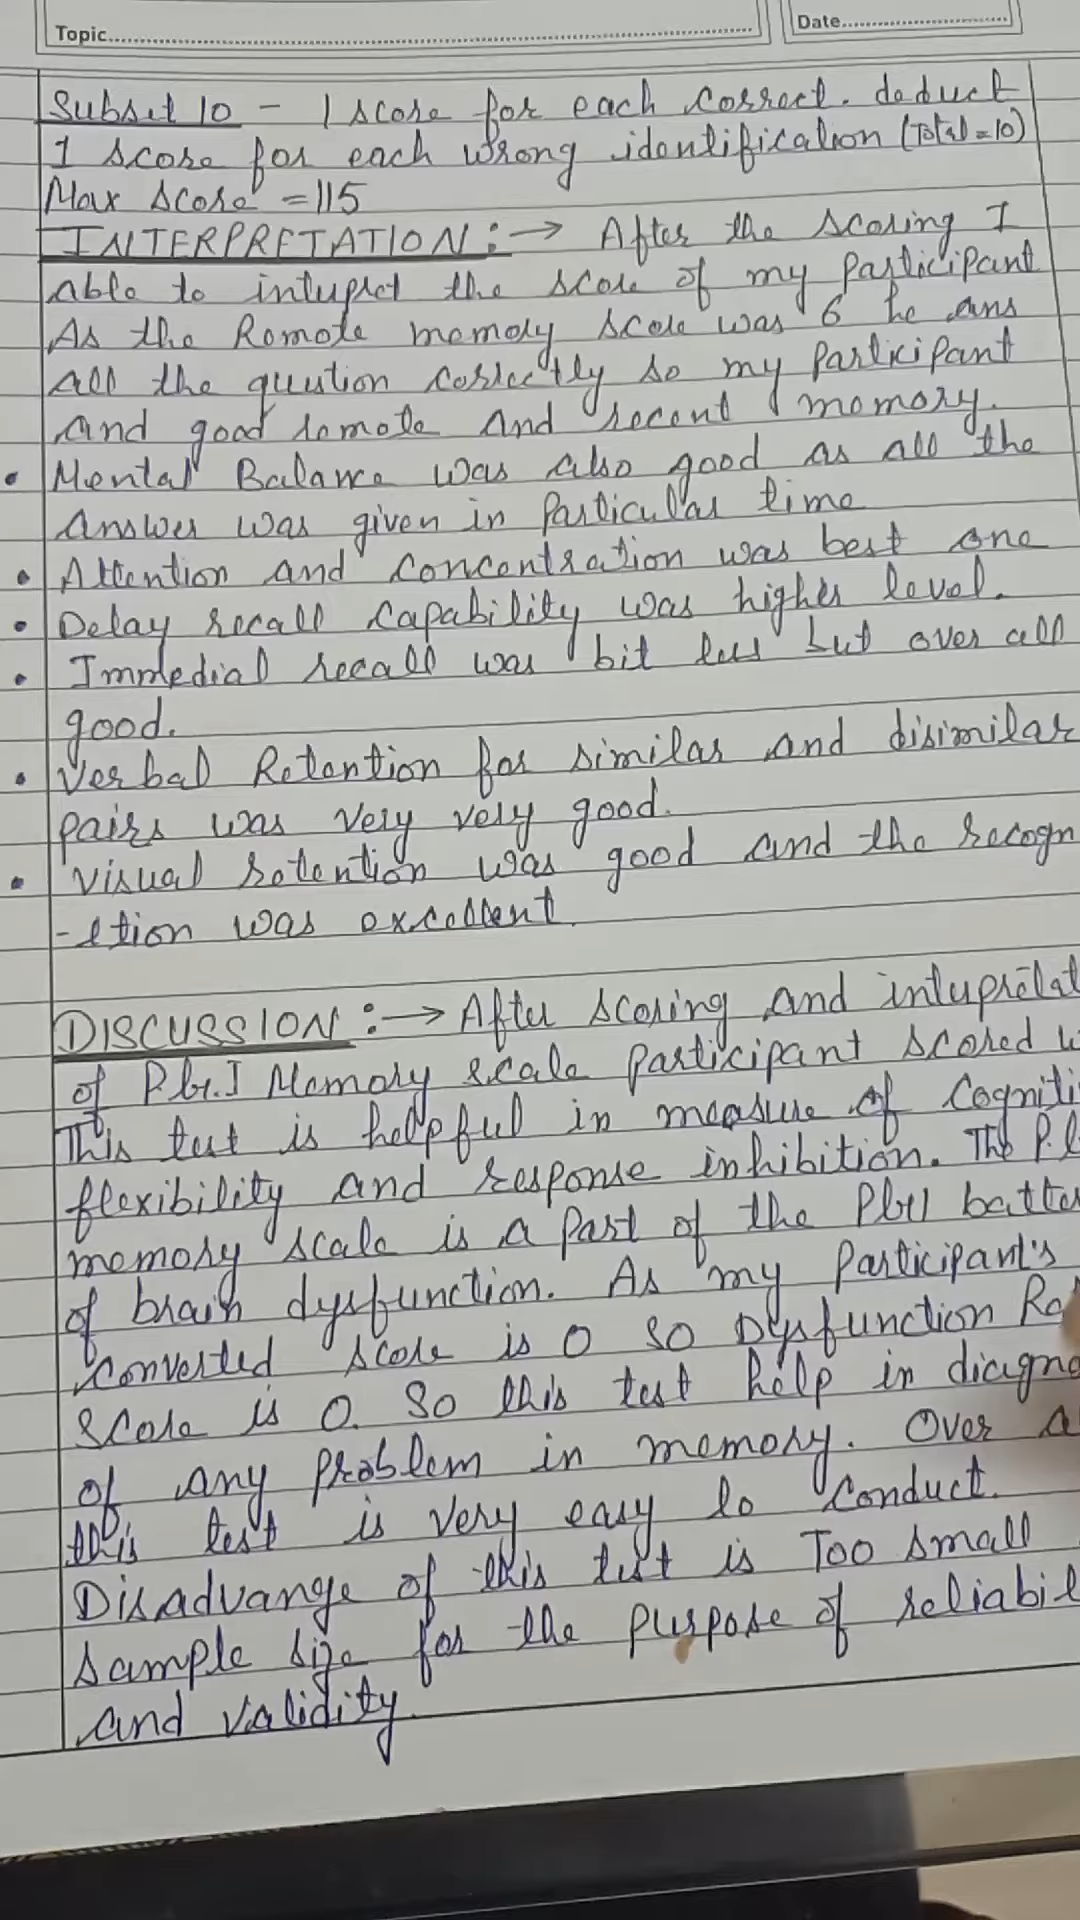 Topic
Date
Subset 10 - 1 score for each correct. deduct
1 score for each wrong identification (Total=10)
Max score = 115
INTERPRETATION :→ After the scoring I
able to intupret the score of my participant
As the Remote memory score was 6 he ans
all the qustion correctly so my participant
and good remote and recent memory.
• Mental Balance was also good as all the
answer was given in particular time
• Attention and concentration was best one
• Delay recall capability was higher level.
• Immedial recall was bit less but over all
good.
• Verbal Retention for similar and disimilar
pairs was very very good.
• Visual retention was good and the recogn
-etion was excellent.
DISCUSSION :→ After scoring and intuprétat
of P.G.I Memory scale participant scored
This test is helpful in measure of Cogniti
flexibility and response inhibition. The P.
memory scale is a part of the PGI batte
of brain dysfunction. As my participant's
converted score is 0 so Dysfunction Ra
score is 0. So this test help in diagno
of any problem in memory. Over a
this test is very easy to conduct.
Disadvange of this test is Too small
sample size for the purpose of reliabil
and validity.